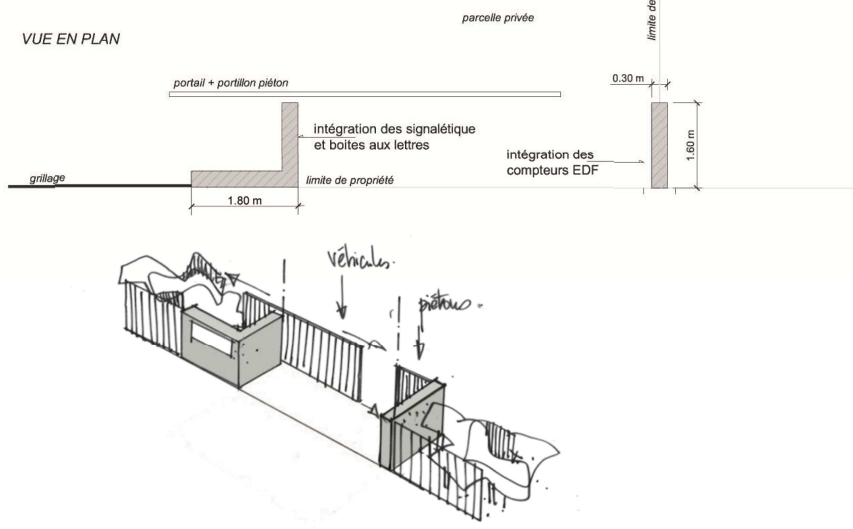 parcelle privée
limite de
VUE EN PLAN
0.30 m
portail + portillon piéton
intégration des signalétique
et boites aux lettres
1.60 m
intégration des
compteurs EDF
grillage
limite de propriété
1.80 m
véhicules.
piétons.